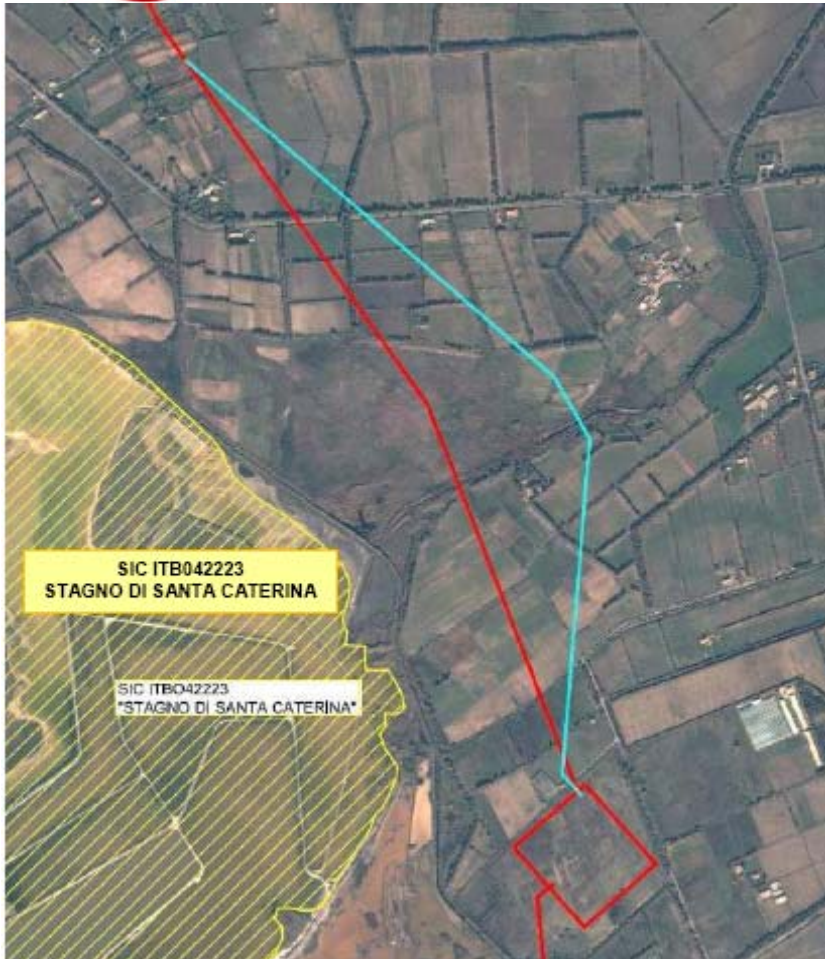 SIC ITB042223
STAGNO DI SANTA CATERINA
SIC ITBO42223
"STAGNO DI SANTA CATERINA"